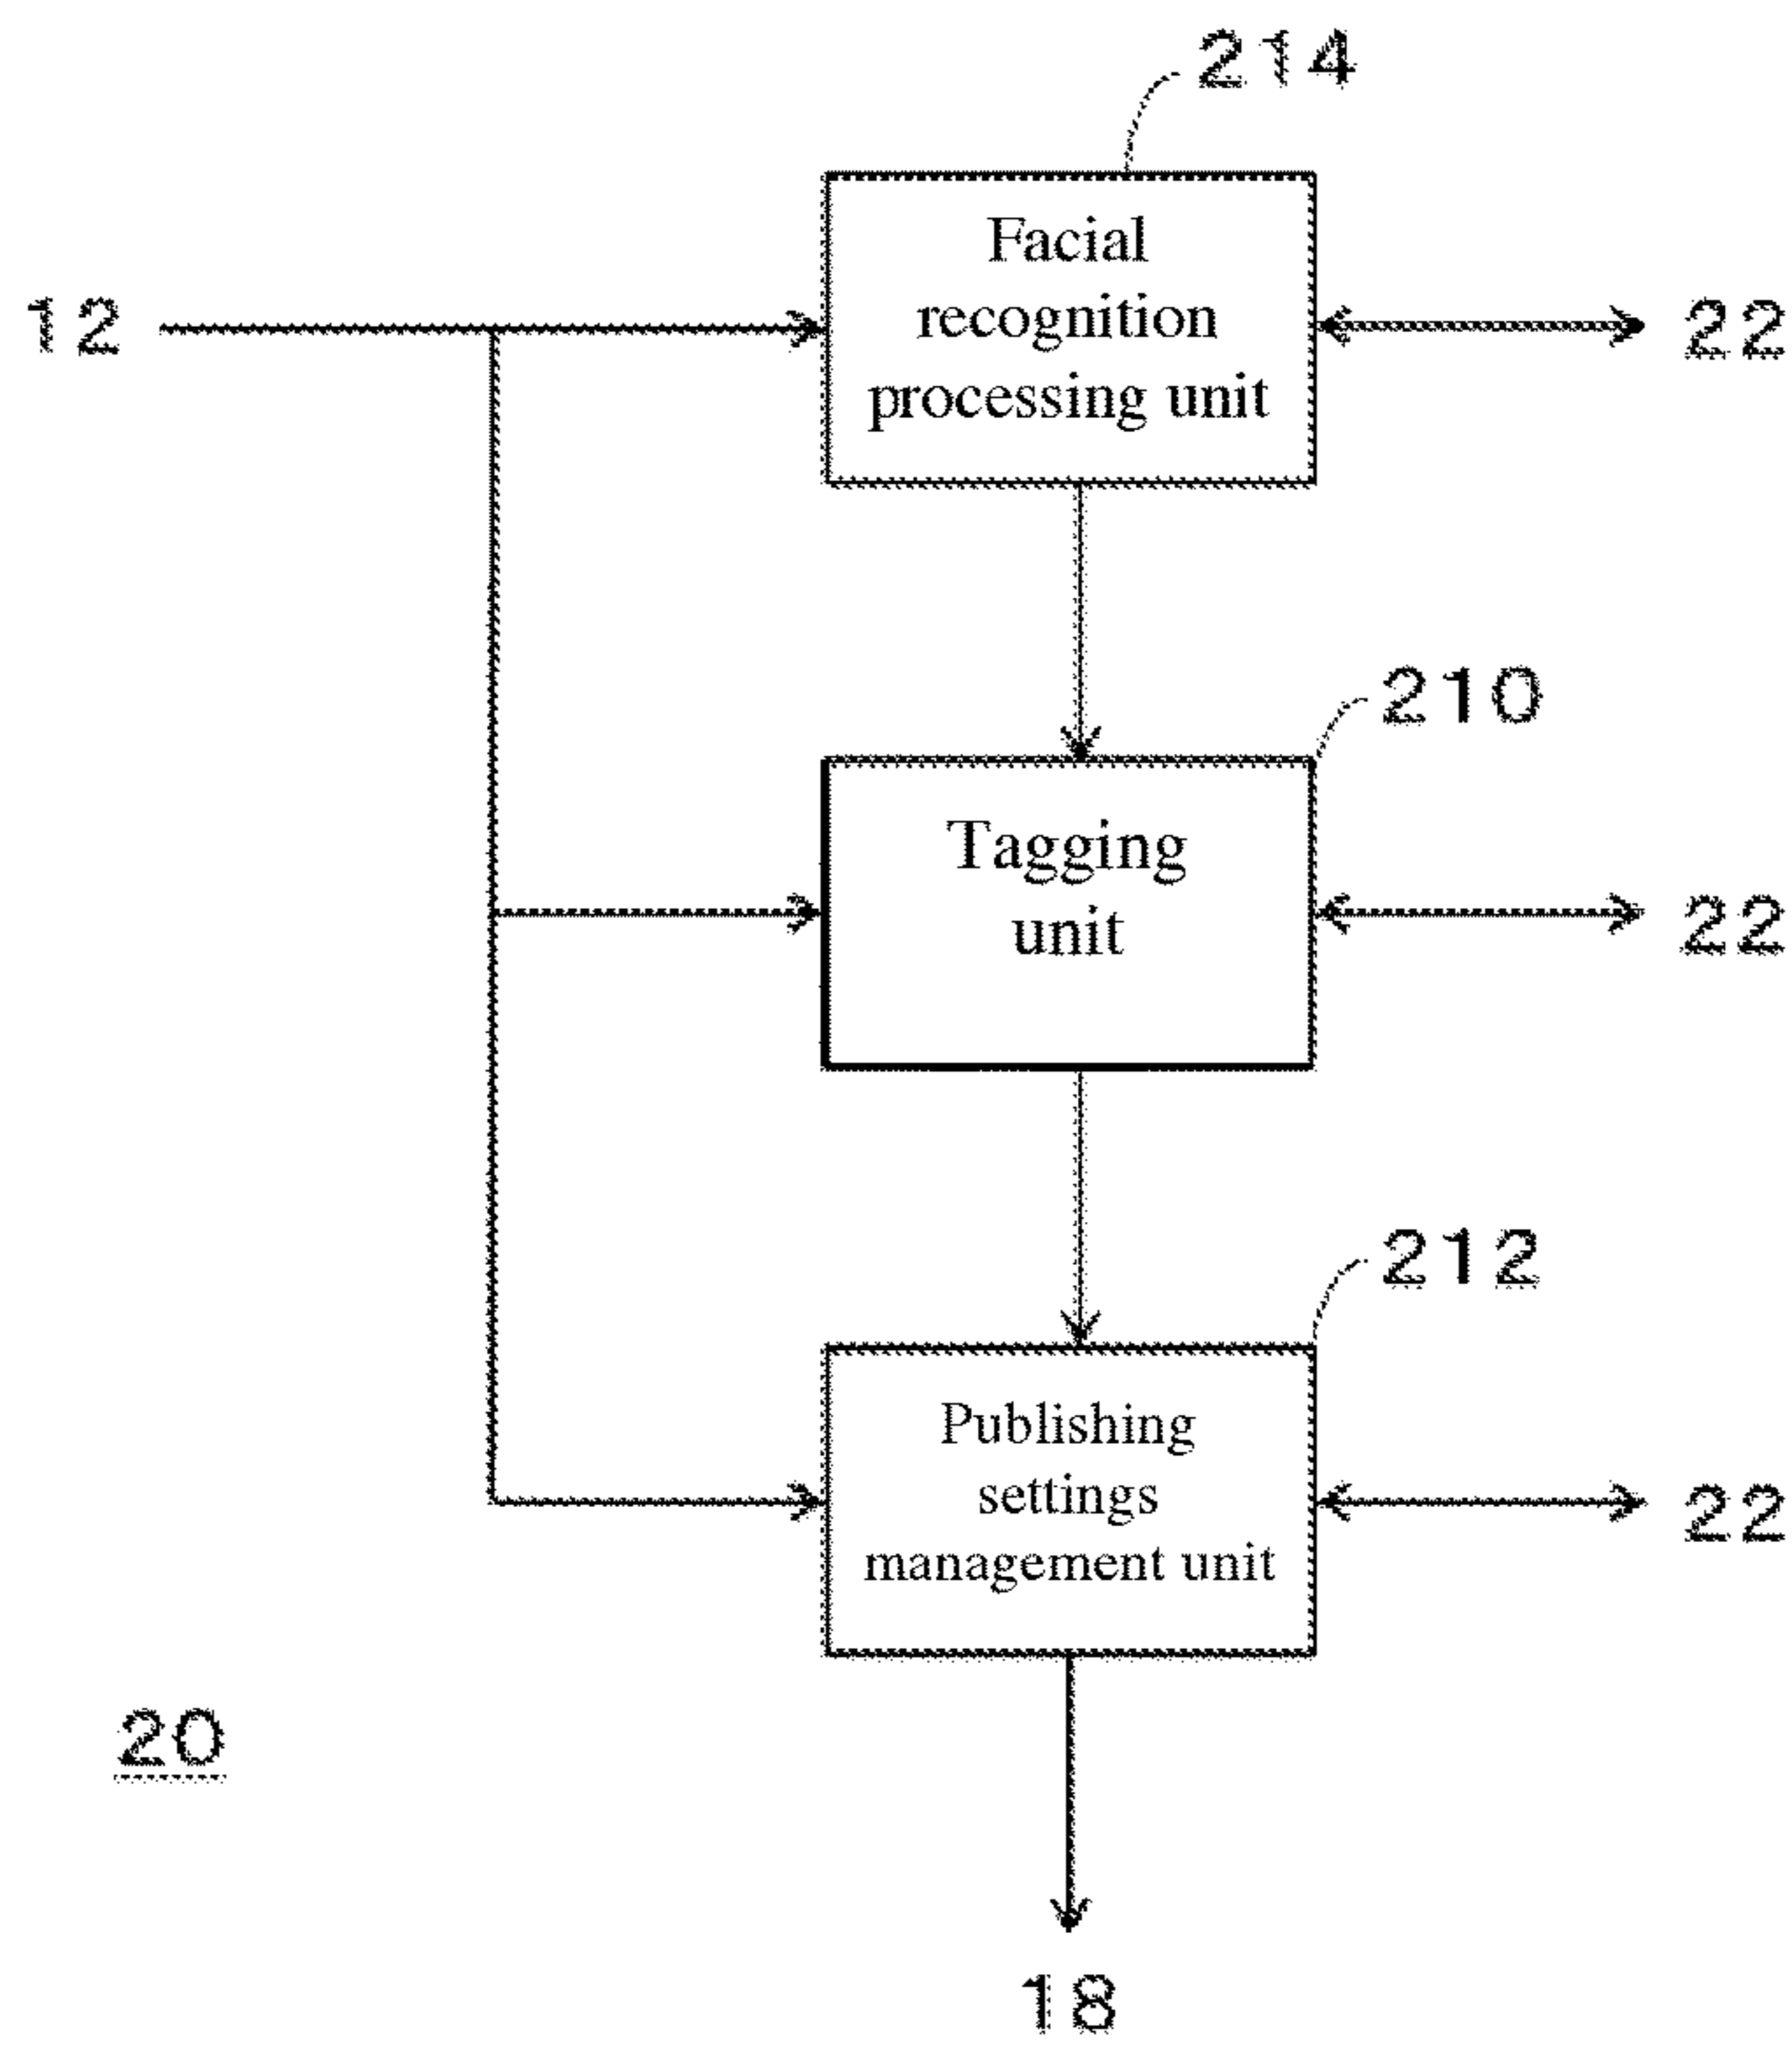 214
Facial
12
recognition
22
processing unit
210
Tagging
22
unit
212
Publishing
settings
22
management unit
20
18